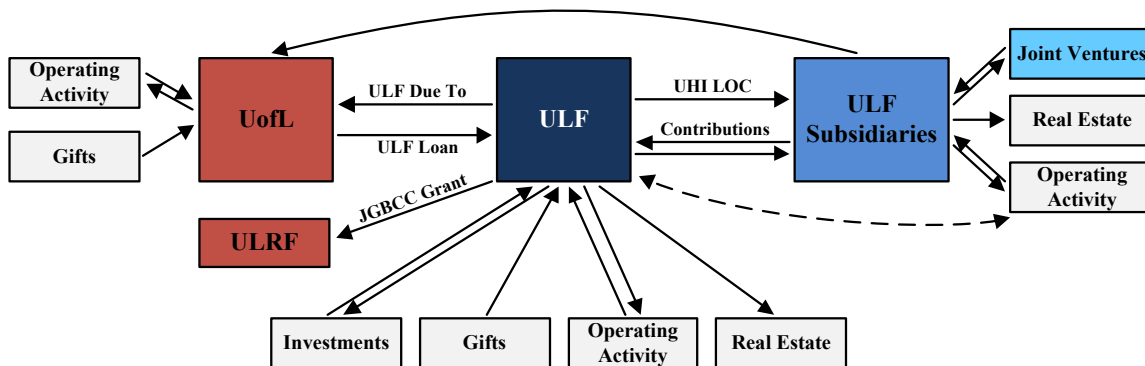 Operating
Activity
Gifts
UofL
ULF Due To
ULF Loan
ULF
UHI LOC
Contributions
ULF
Subsidiaries
Joint Ventures
Real Estate
Operating
Activity
JGBCC Grant
ULRF
Investments
Gifts
Operating
Activity
Real Estate